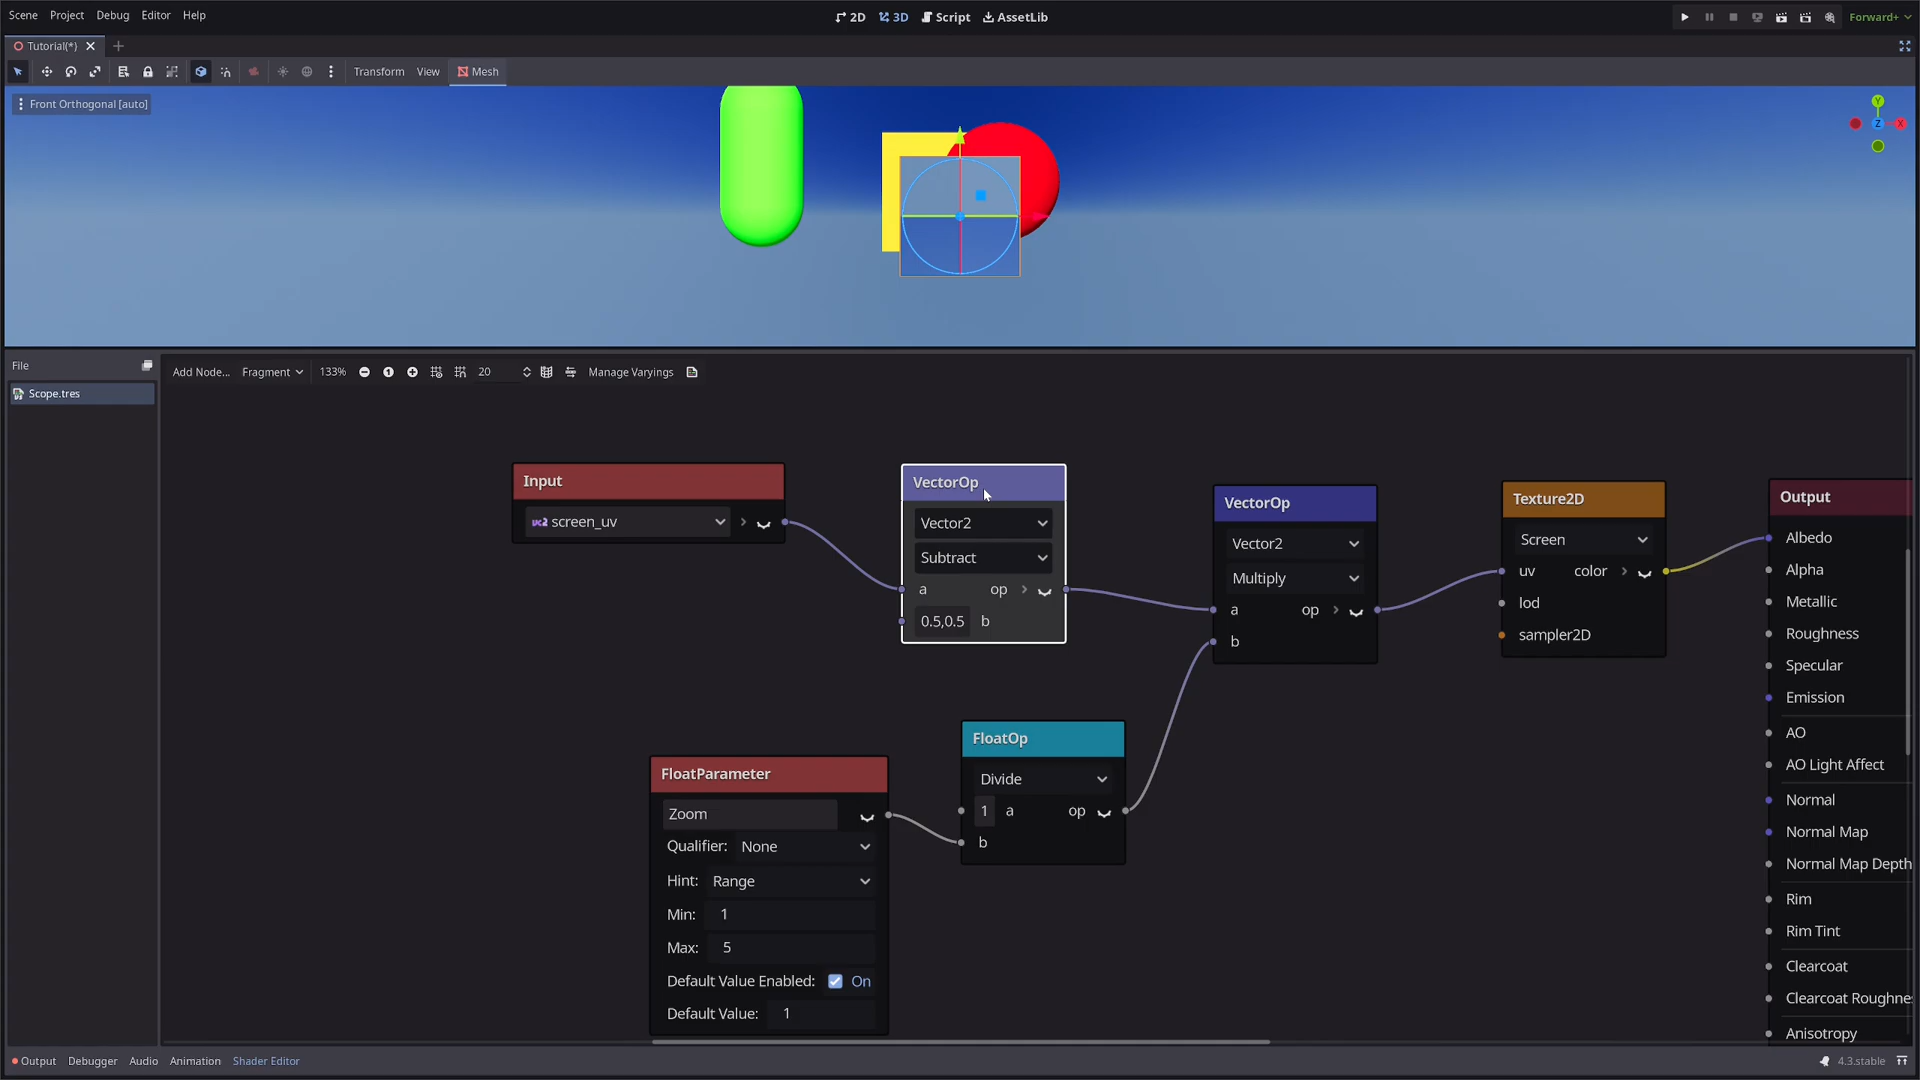 Scene Project Debug Editor Help 2D 3D Script AssetLib Forward+
Tutorial(*)
Transform View Mesh
Front Orthogonal [auto]
Y
Z X
File
Add Node... Fragment 133% 1 20 Manage Varyings
Scope.tres
Input
screen_uv
VectorOp
Vector2
Subtract
a op
0.5,0.5 b
VectorOp
Vector2
Multiply
a op
b
Texture2D
Screen
uv color
lod
sampler2D
Output
Albedo
Alpha
Metallic
Roughness
Specular
Emission
AO
AO Light Affect
Normal
Normal Map
Normal Map Depth
Rim
Rim Tint
Clearcoat
Clearcoat Roughne
Anisotropy
FloatOp
Divide
1 a op
b
FloatParameter
Zoom
Qualifier: None
Hint: Range
Min: 1
Max: 5
Default Value Enabled: On
Default Value: 1
Output Debugger Audio Animation Shader Editor 4.3.stable